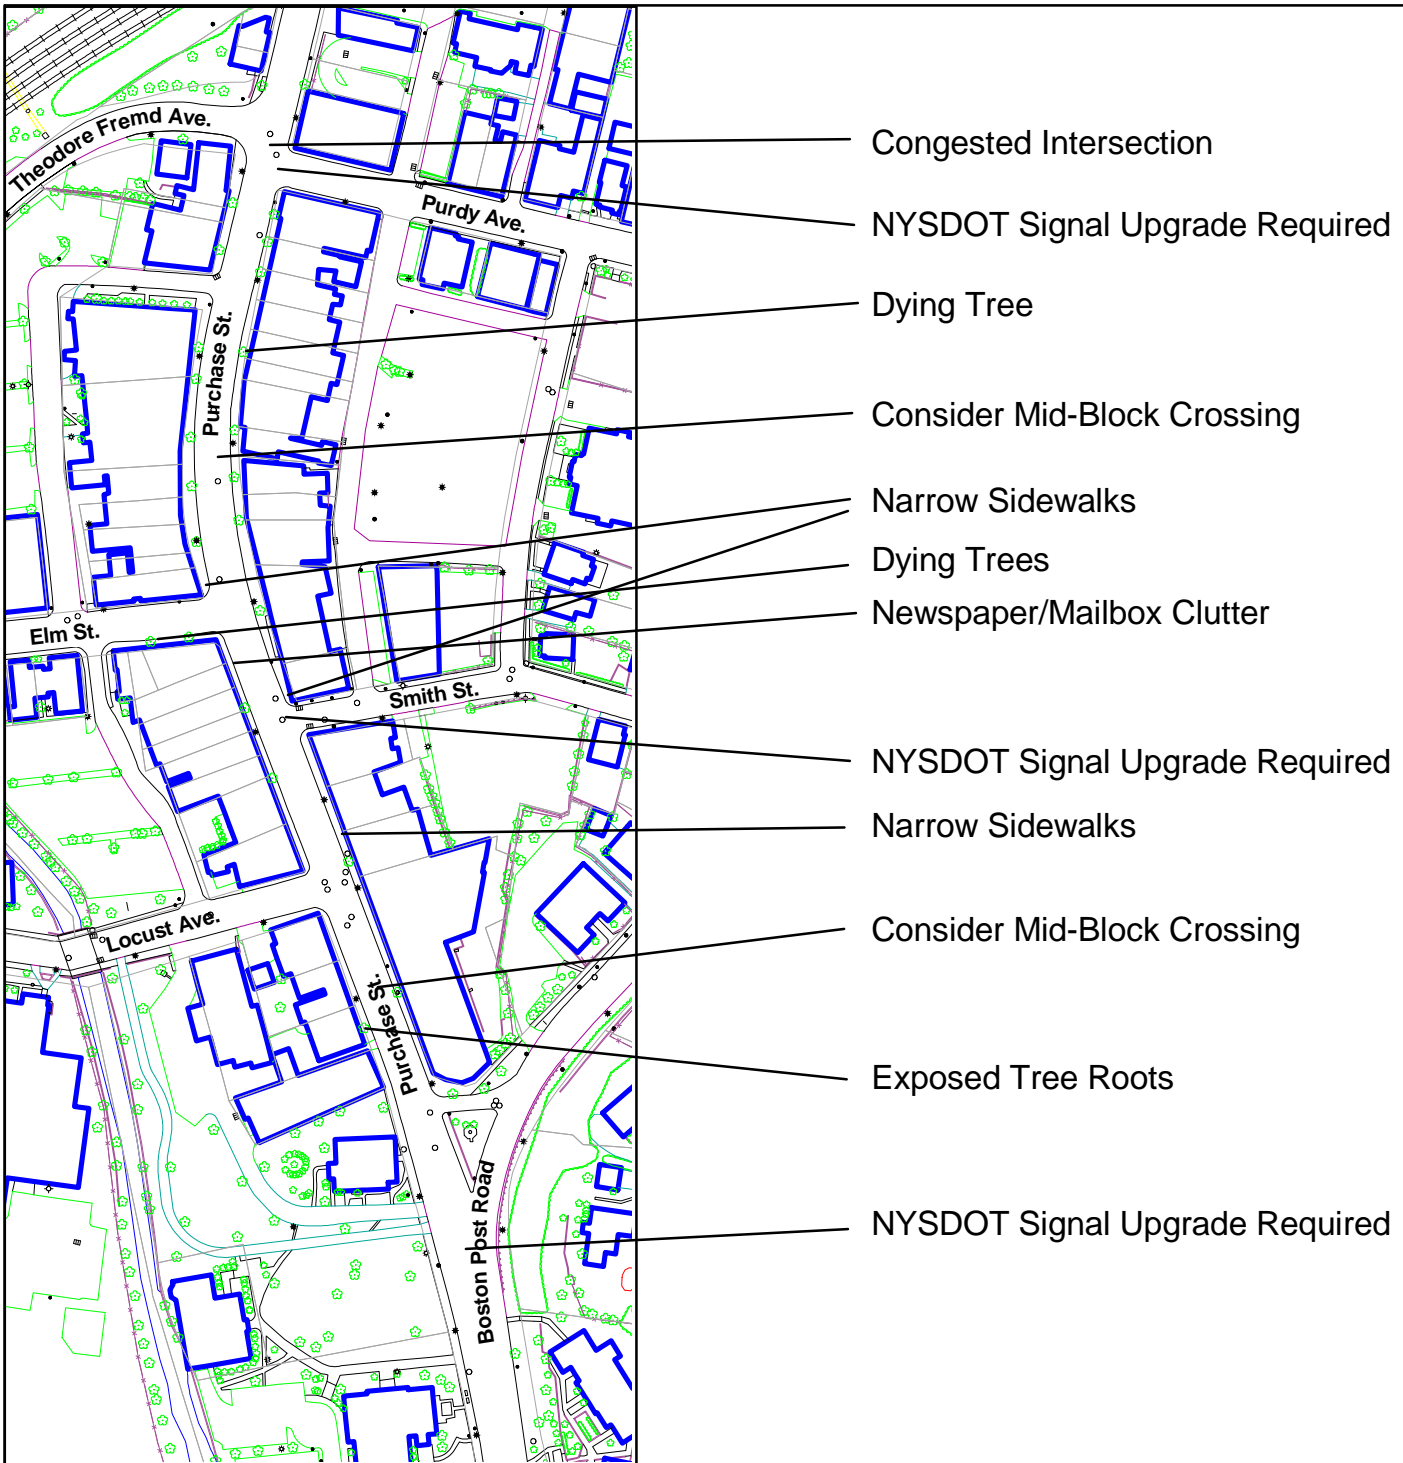 Theodore Fremd Ave.
Congested Intersection
Purdy Ave.
NYSDOT Signal Upgrade Required
Dying Tree
Purchase St.
Consider Mid-Block Crossing
Narrow Sidewalks
Dying Trees
Newspaper/Mailbox Clutter
Elm St.
Smith St.
NYSDOT Signal Upgrade Required
Narrow Sidewalks
Locust Ave.
Consider Mid-Block Crossing
Purchase St.
Exposed Tree Roots
Boston Post Road
NYSDOT Signal Upgrade Required